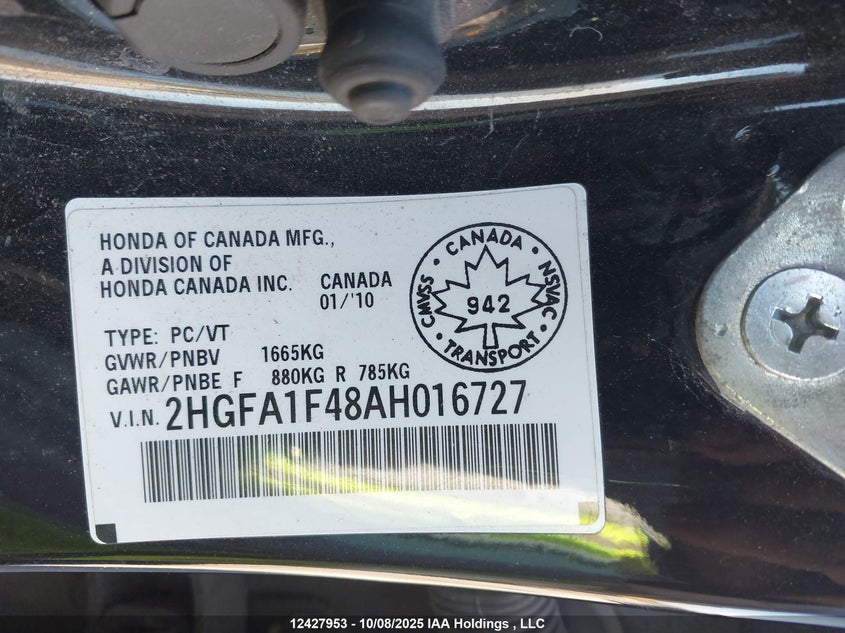 HONDA OF CANADA MFG.,
A DIVISION OF
HONDA CANADA INC.
CANADA
01/'10
TYPE: PC/VT
GVWR/PNBV 1665KG
GAWR/PNBE F 880KG R 785KG
V.I.N. 2HGFA1F48AH016727
CANADA · NSVAC · TRANSPORT · CMVSS ·
942
12427953 - 10/08/2025 IAA Holdings , LLC